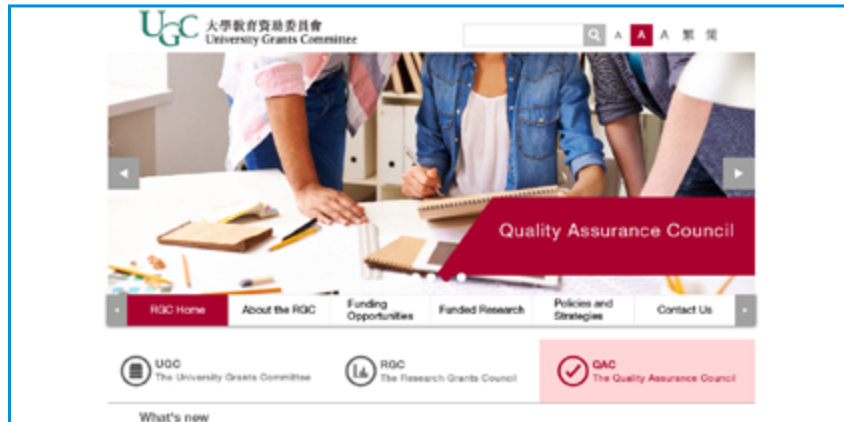 UGC 大學教育資助委員會
University Grants Committee
A A A 繁 简
Quality Assurance Council
RGC Home
About the RGC
Funding
Opportunities
Funded Research
Policies and
Strategies
Contact Us
UGC
The University Grants Committee
RGC
The Research Grants Council
QAC
The Quality Assurance Council
What's new